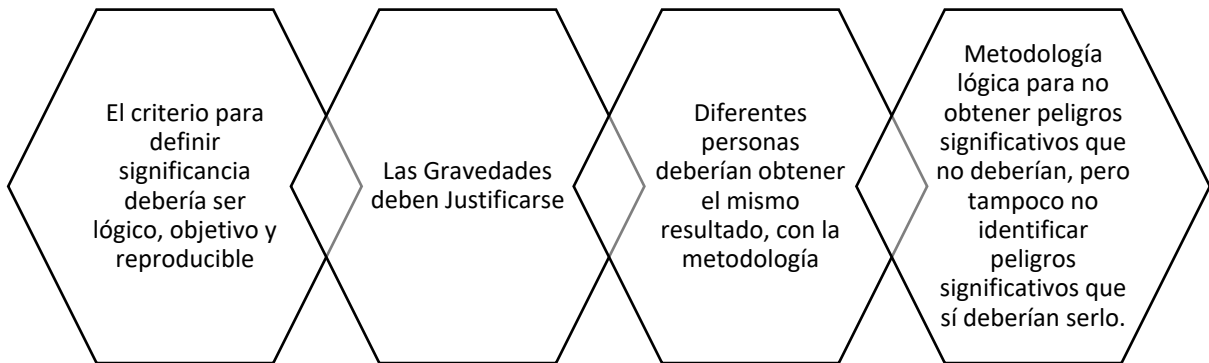 El criterio para
definir
significancia
debería ser
lógico, objetivo y
reproducible
Las Gravedades
deben Justificarse
Diferentes
personas
deberían obtener
el mismo
resultado, con la
metodología
Metodología
lógica para no
obtener peligros
significativos que
no deberían, pero
tampoco no
identificar
peligros
significativos que
sí deberían serlo.